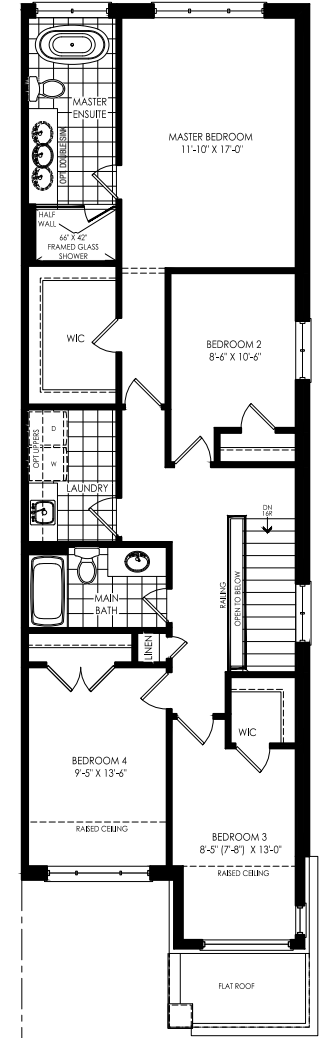 MASTER
ENSUITE
OPT. DOUBLE SINK
MASTER BEDROOM
11'-10" X 17'-0"
HALF
WALL
66" X 42"
FRAMED GLASS
SHOWER
WIC
BEDROOM 2
8'-6" X 10'-6"
OPT UPPERS
D
W
LAUNDRY
DN
16R
RAILING
OPEN TO BELOW
MAIN
BATH
LINEN
WIC
BEDROOM 4
9'-5" X 13'-6"
RAISED CEILING
BEDROOM 3
8'-5" (7'-8") X 13'-0"
RAISED CEILING
FLAT ROOF